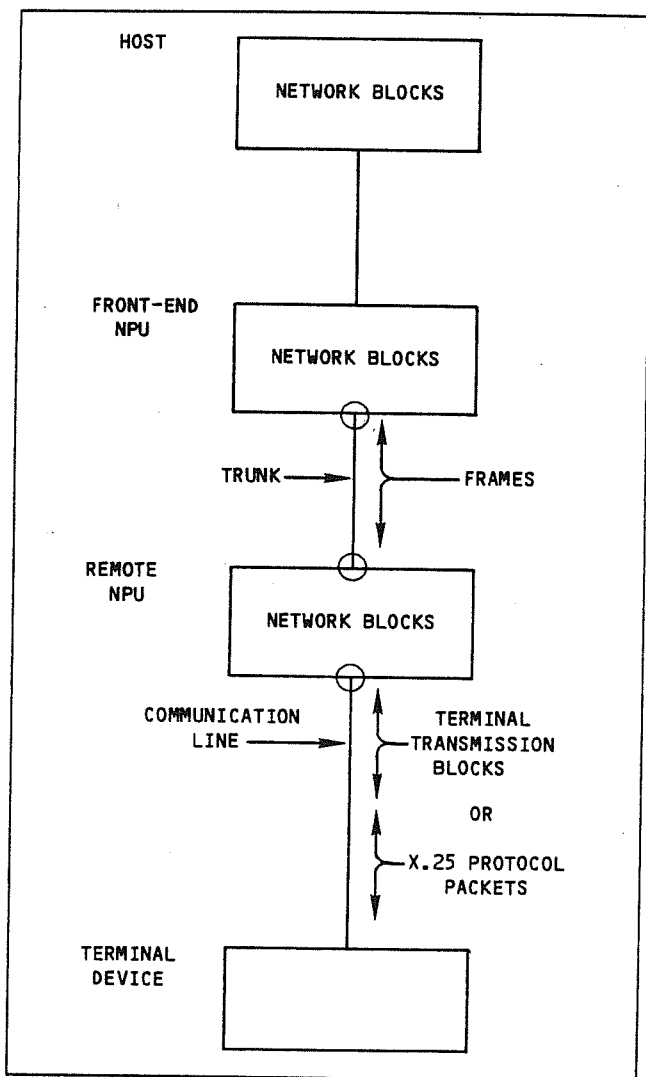 HOST
NETWORK BLOCKS
FRONT-END
NPU
NETWORK BLOCKS
TRUNK
FRAMES
REMOTE
NPU
NETWORK BLOCKS
COMMUNICATION
LINE
TERMINAL
TRANSMISSION
BLOCKS
OR
X.25 PROTOCOL
PACKETS
TERMINAL
DEVICE